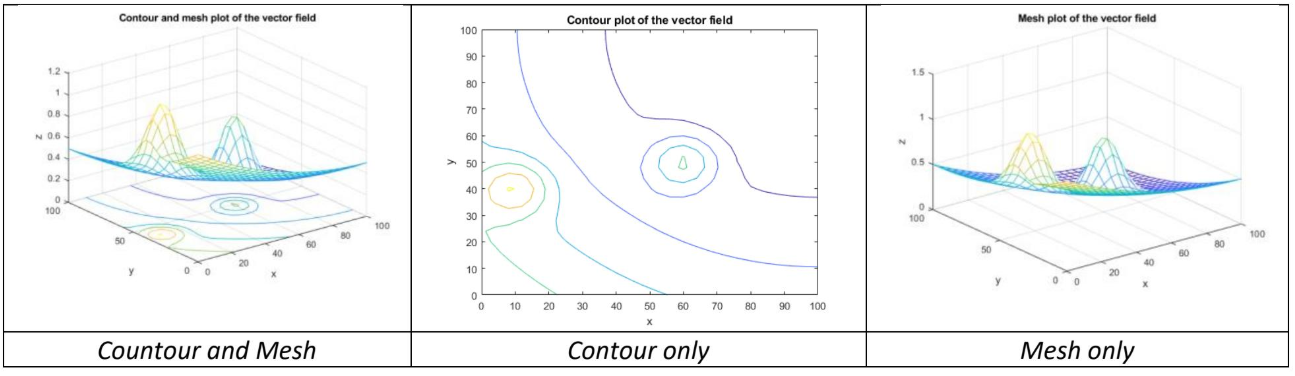 Contour and mesh plot of the vector field
1.2
1
0.8
0.6
0.4
0.2
0
z
100
50
0
y
0
20
40
60
80
100
x
Contour plot of the vector field
100
90
80
70
60
50
40
30
20
10
0
y
0 10 20 30 40 50 60 70 80 90 100
x
Mesh plot of the vector field
1.5
1
0.5
0
z
100
50
0
y
0
20
40
60
80
100
x
Countour and Mesh
Contour only
Mesh only